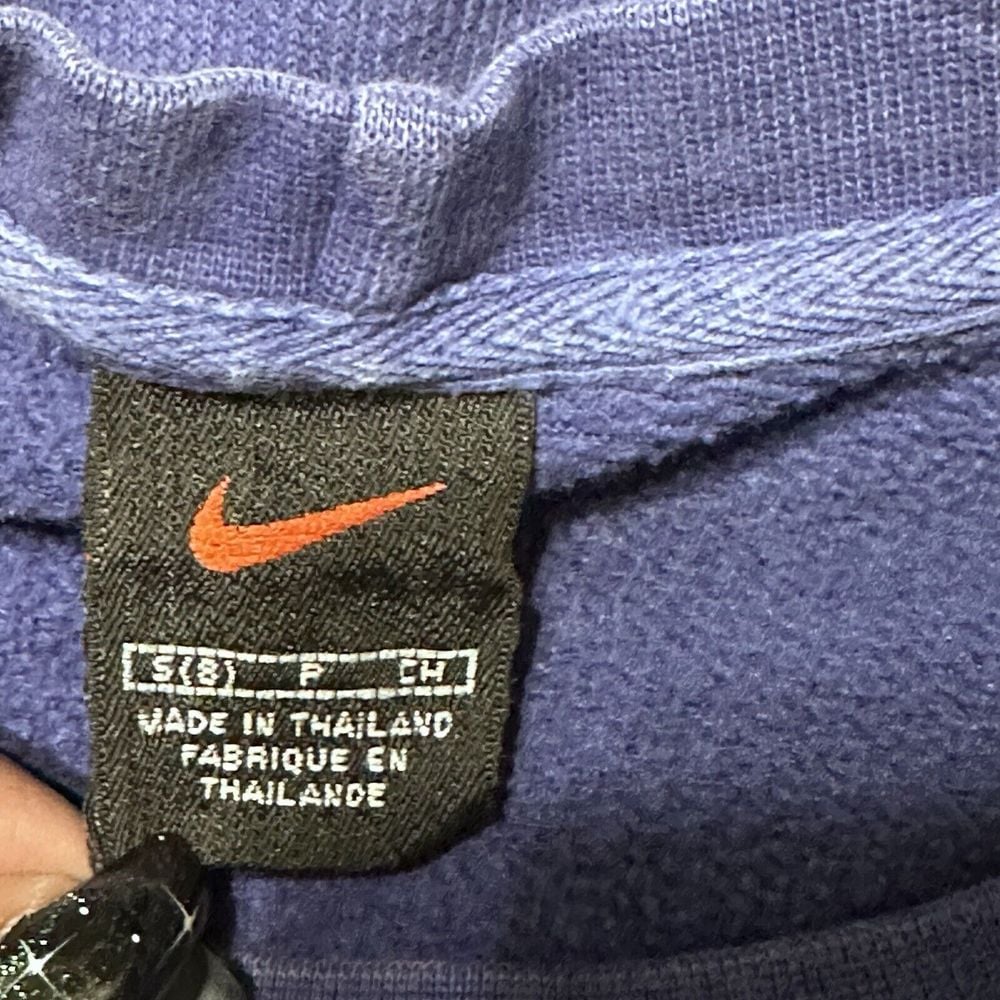 S(8) P CH
MADE IN THAILAND
FABRIQUE EN
THAILANDE